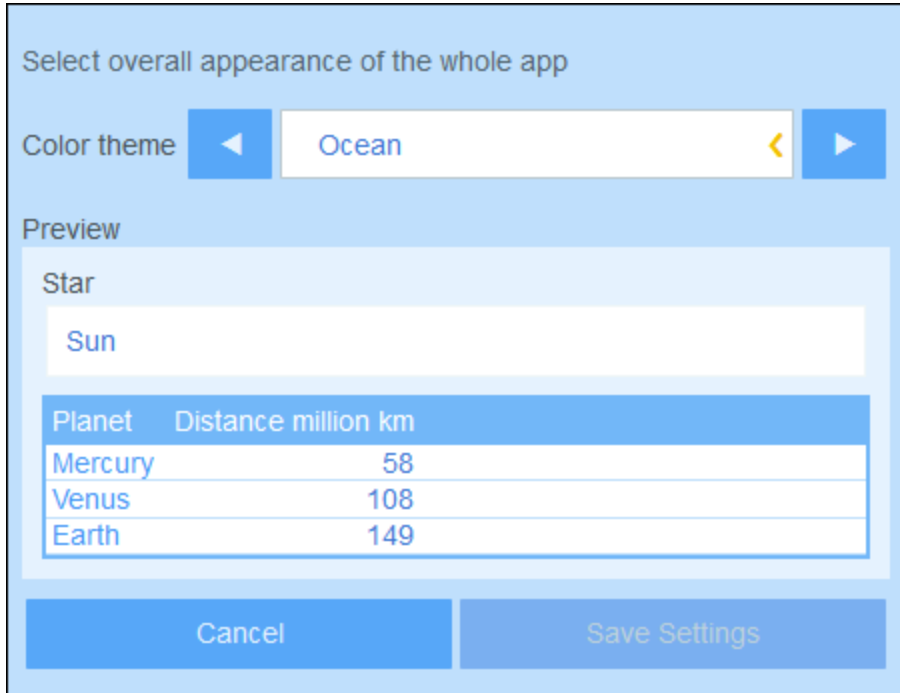 Select overall appearance of the whole app
Color theme
Ocean
Preview
Star
Sun
Planet Distance million km
Mercury 58
Venus 108
Earth 149
Cancel Save Settings